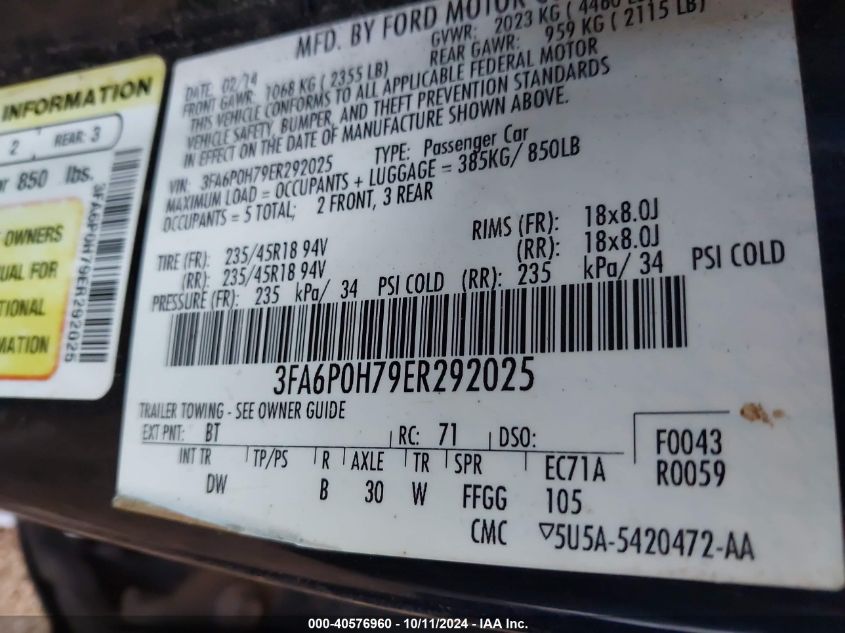 MFD. BY FORD MOTOR
DATE: 02/14 GVWR: 2023 KG ( 4460
FRONT GAWR: 1068 KG ( 2355 LB) REAR GAWR: 959 KG ( 2115 LB)
THIS VEHICLE CONFORMS TO ALL APPLICABLE FEDERAL MOTOR
VEHICLE SAFETY, BUMPER, AND THEFT PREVENTION STANDARDS
IN EFFECT ON THE DATE OF MANUFACTURE SHOWN ABOVE.
VIN: 3FA6P0H79ER292025 TYPE: Passenger Car
MAXIMUM LOAD = OCCUPANTS + LUGGAGE = 385KG/ 850LB
OCCUPANTS = 5 TOTAL; 2 FRONT, 3 REAR
TIRE (FR): 235/45R18 94V RIMS (FR): 18x8.0J
(RR): 235/45R18 94V (RR): 18x8.0J
PRESSURE (FR): 235 kPa/ 34 PSI COLD (RR): 235 kPa/ 34 PSI COLD
3FA6P0H79ER292025
TRAILER TOWING - SEE OWNER GUIDE
EXT PNT: BT RC: 71 DSO: F0043
INT TR TP/PS R AXLE TR SPR EC71A R0059
DW B 30 W FFGG 105
CMC ▽5U5A-5420472-AA
INFORMATION
2 REAR: 3
850 lbs.
3FA6P0H79ER292025
OWNERS
FOR
000-40576960 - 10/11/2024 - IAA Inc.